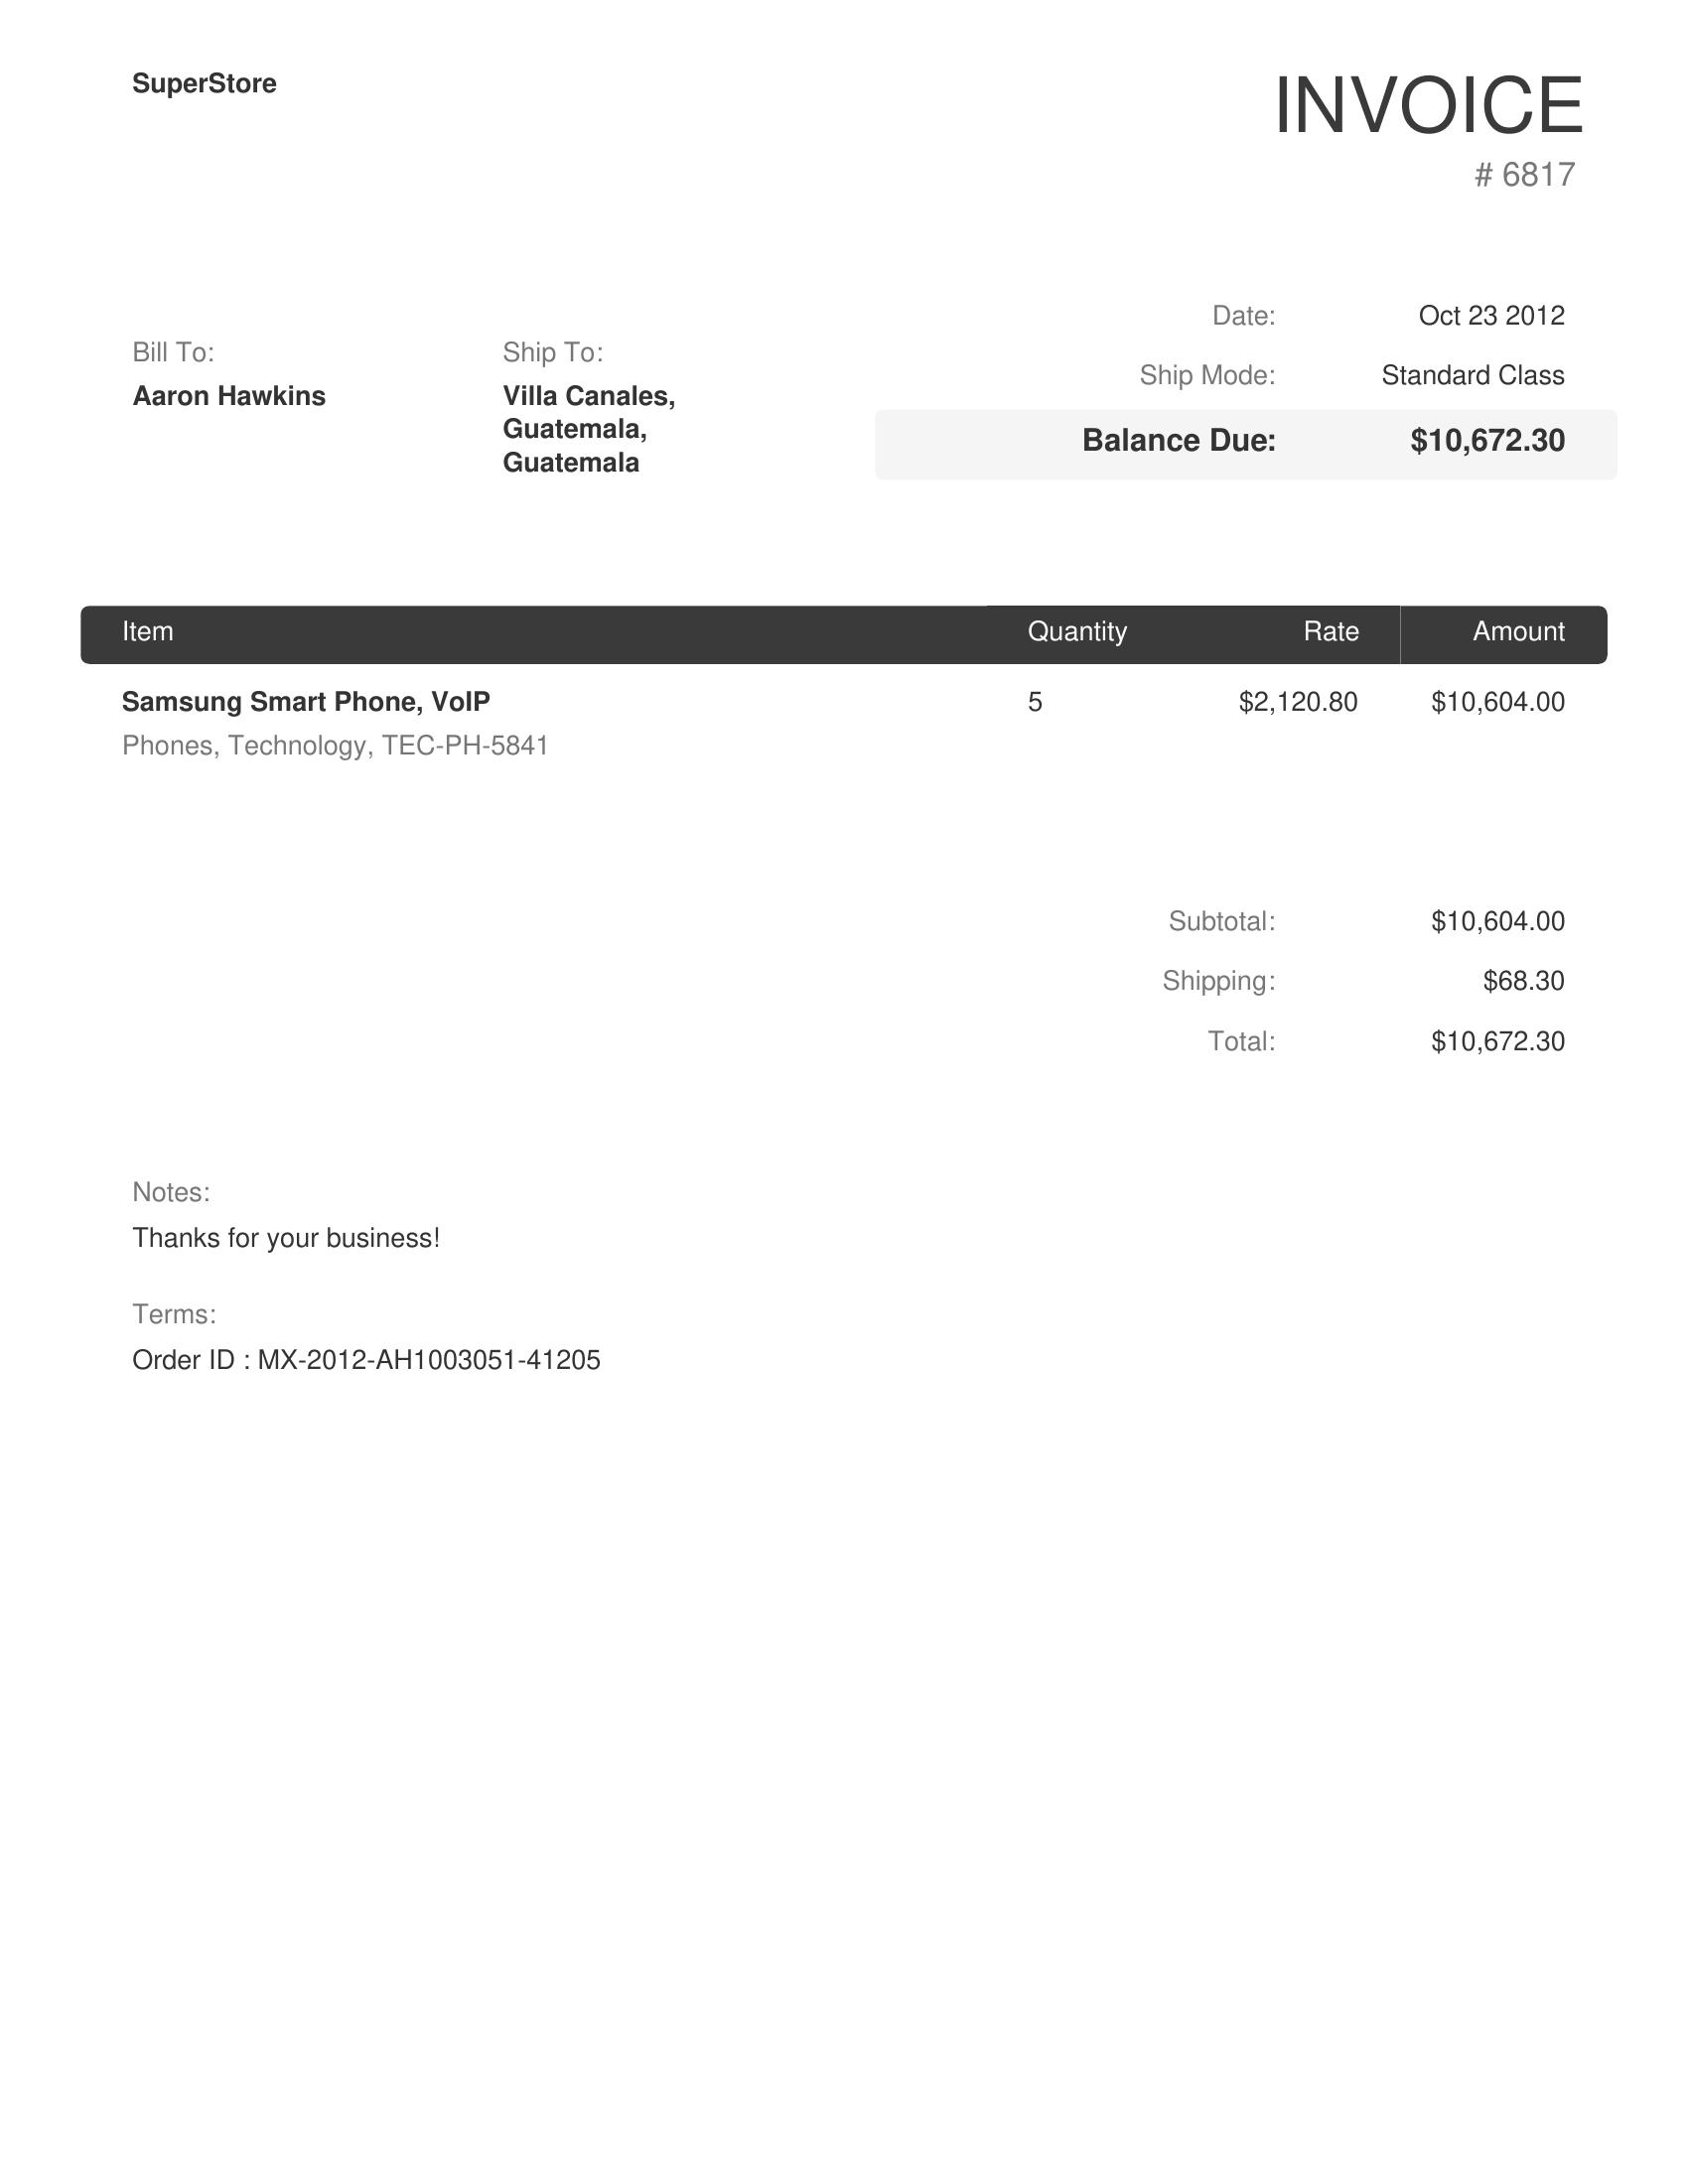 SuperStore
INVOICE
# 6817
Date: Oct 23 2012
Ship Mode: Standard Class
Balance Due: $10,672.30
Bill To:
Aaron Hawkins
Ship To:
Villa Canales,
Guatemala,
Guatemala
Item Quantity Rate Amount
Samsung Smart Phone, VoIP 5 $2,120.80 $10,604.00
Phones, Technology, TEC-PH-5841
Subtotal: $10,604.00
Shipping: $68.30
Total: $10,672.30
Notes:
Thanks for your business!
Terms:
Order ID : MX-2012-AH1003051-41205